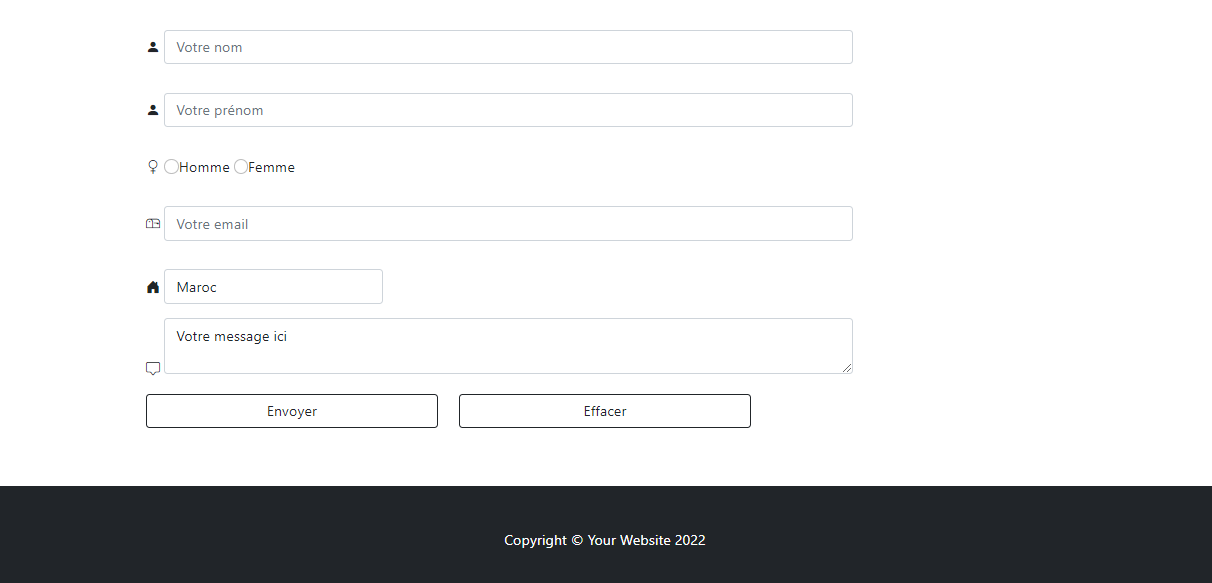 Votre nom
Votre prénom
Homme Femme
Votre email
Maroc
Votre message ici
Envoyer Effacer
Copyright © Your Website 2022